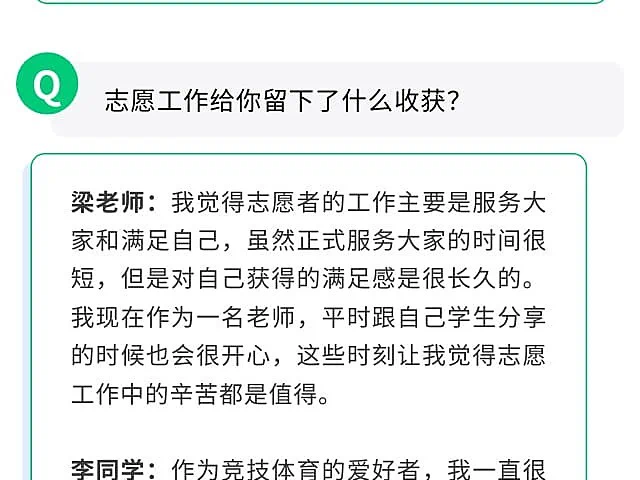 Q
志愿工作给你留下了什么收获？
梁老师：我觉得志愿者的工作主要是服务大
家和满足自己，虽然正式服务大家的时间很
短，但是对自己获得的满足感是很长久的。
我现在作为一名老师，平时跟自己学生分享
的时候也会很开心，这些时刻让我觉得志愿
工作中的辛苦都是值得。
李同学：作为竞技体育的爱好者，我一直很